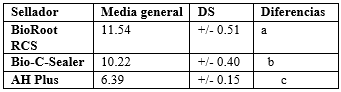 Sellador Media general DS Diferencias
BioRoot RCS 11.54 +/- 0.51 a
Bio-C-Sealer 10.22 +/- 0.40 b
AH Plus 6.39 +/- 0.15 c